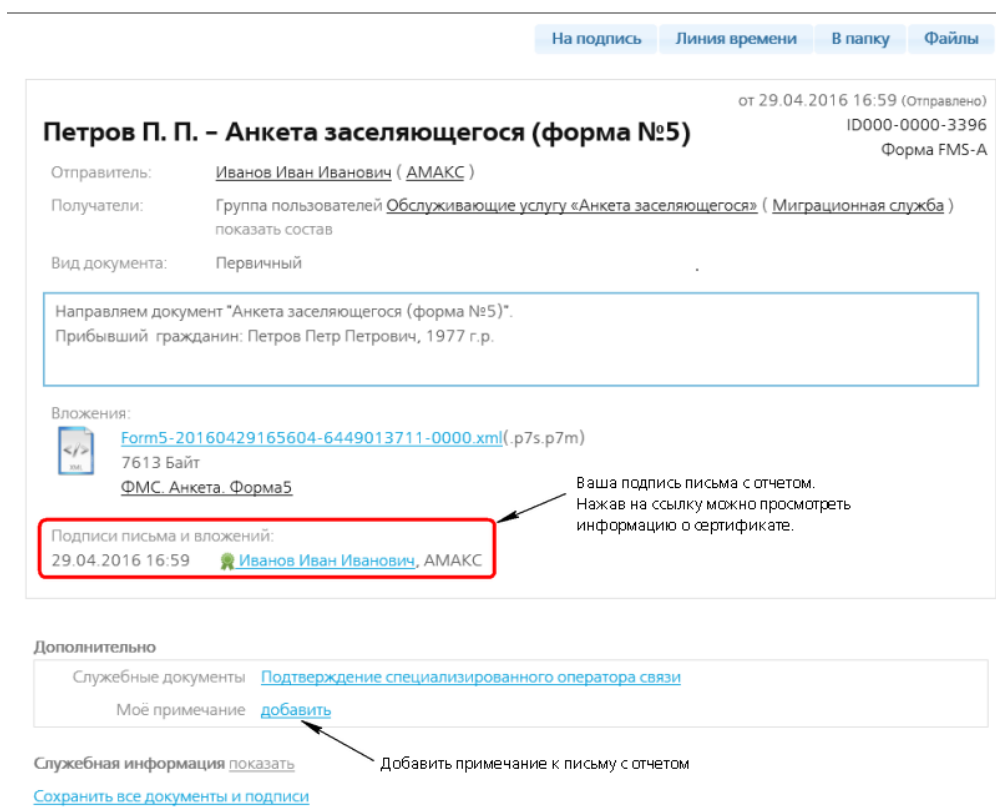 На подпись Линия времени В папку Файлы
от 29.04.2016 16:59 (Отправлено)
Петров П. П. – Анкета заселяющегося (форма №5)
ID000-0000-3396
Форма FMS-A
Отправитель: Иванов Иван Иванович ( АМАКС )
Получатели: Группа пользователей Обслуживающие услугу «Анкета заселяющегося» ( Миграционная служба )
показать состав
Вид документа: Первичный
Направляем документ "Анкета заселяющегося (форма №5)".
Прибывший гражданин: Петров Петр Петрович, 1977 г.р.
Вложения:
Form5-20160429165604-6449013711-0000.xml(.p7s.p7m)
XML
7613 Байт
ФМС. Анкета. Форма5
Ваша подпись письма с отчетом.
Нажав на ссылку можно просмотреть
информацию о сертификате.
Подписи письма и вложений:
29.04.2016 16:59 Иванов Иван Иванович, АМАКС
Дополнительно
Служебные документы Подтверждение специализированного оператора связи
Моё примечание добавить
Добавить примечание к письму с отчетом
Служебная информация показать
Сохранить все документы и подписи